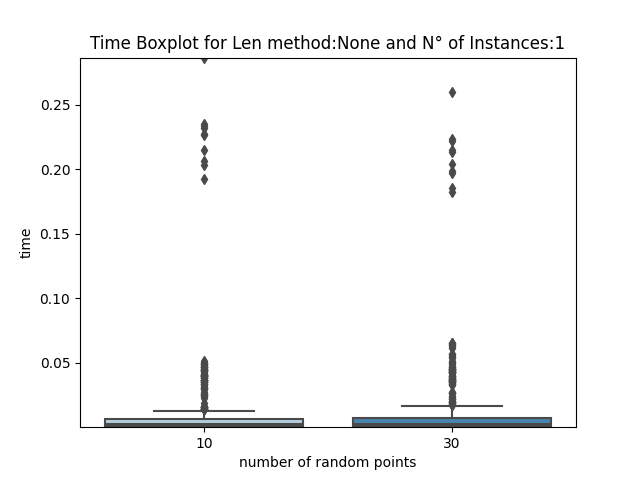 Time Boxplot for Len method:None and N° of Instances:1
0.25
0.20
0.15
0.10
0.05
time
10
30
number of random points